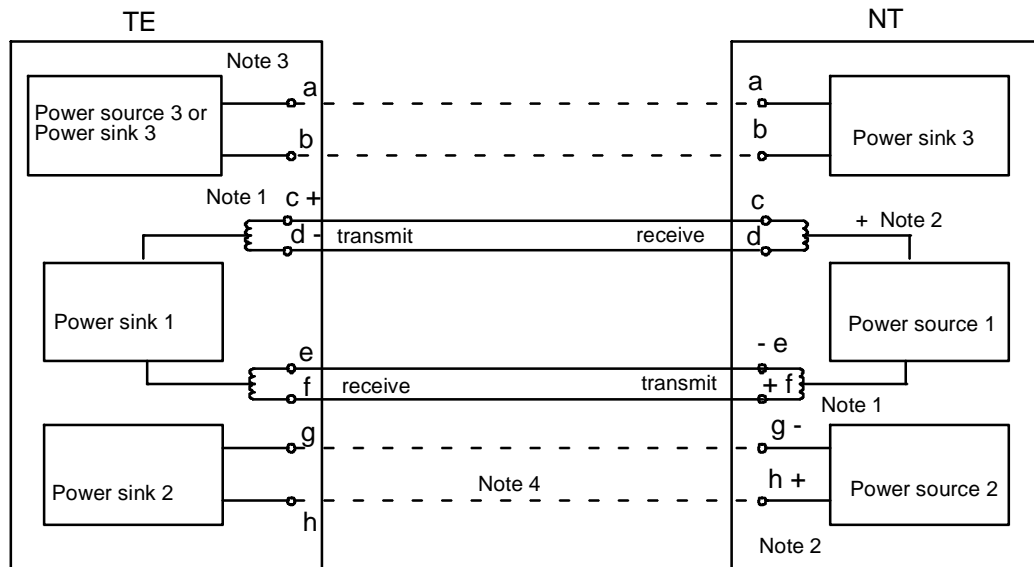 TE
NT
Note 3
a
a
Power source 3 or
Power sink 3
b
b
Power sink 3
Note 1
c +
c
d -
transmit
receive
d
+ Note 2
Power sink 1
Power source 1
e
- e
f
receive
transmit
+ f
Note 1
g
g -
Power sink 2
Note 4
h +
Power source 2
h
Note 2